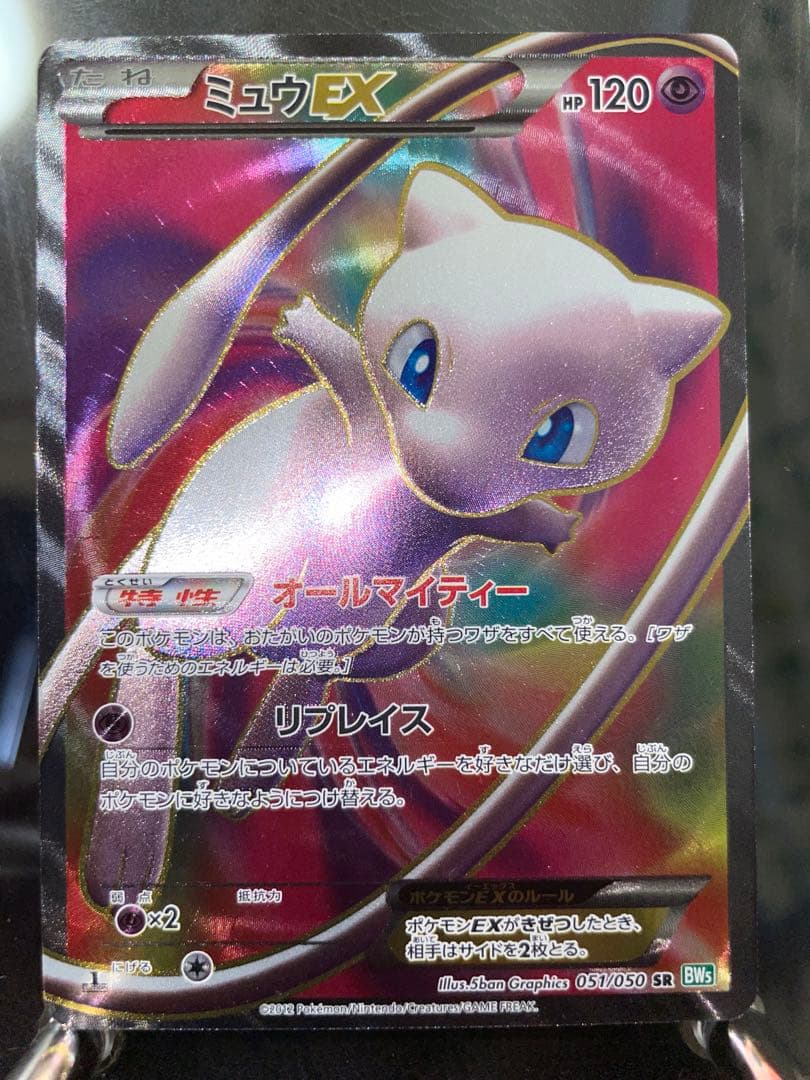 たね ミュウEX HP120
とくせい
特性 オールマイティー
このポケモンは、おたがいのポケモンが持つワザをすべて使える。[ワザ
を使うためのエネルギーは必要。]
リプレイス
自分のポケモンについているエネルギーを好きなだけ選び、自分の
ポケモンに好きなようにつけ替える。
弱点 抵抗力
×2
ポケモンEXのルール
ポケモンEXがきぜつしたとき、
相手はサイドを2枚とる。
にげる
1
Illus.5ban Graphics 051/050 SR BW5
©2012 Pokémon/Nintendo/Creatures/GAME FREAK.